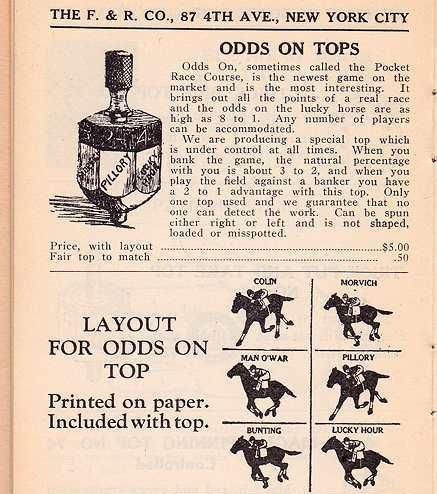 THE F. & R. CO., 87 4TH AVE., NEW YORK CITY
ODDS ON TOPS
Odds On, sometimes called the Pocket
Race Course, is the newest game on the
market and is the most interesting. It
brings out all the points of a real race
and the odds on the lucky horse are as
high as 8 to 1. Any number of players
can be accommodated.
We are producing a special top which
is under control at all times. When you
bank the game, the natural percentage
with you is about 3 to 2, and when you
play the field against a banker you have
a 2 to 1 advantage with this top. Only
one top used and we guarantee that no
one can detect the work. Can be spun
either right or left and is not shaped,
loaded or misspotted.
PILLORY
Price, with layout ........................................ $5.00
Fair top to match ........................................ .50
LAYOUT
FOR ODDS ON
TOP
Printed on paper.
Included with top.
COLIN
MORVICH
MAN O'WAR
PILLORY
BUNTING
LUCKY HOUR